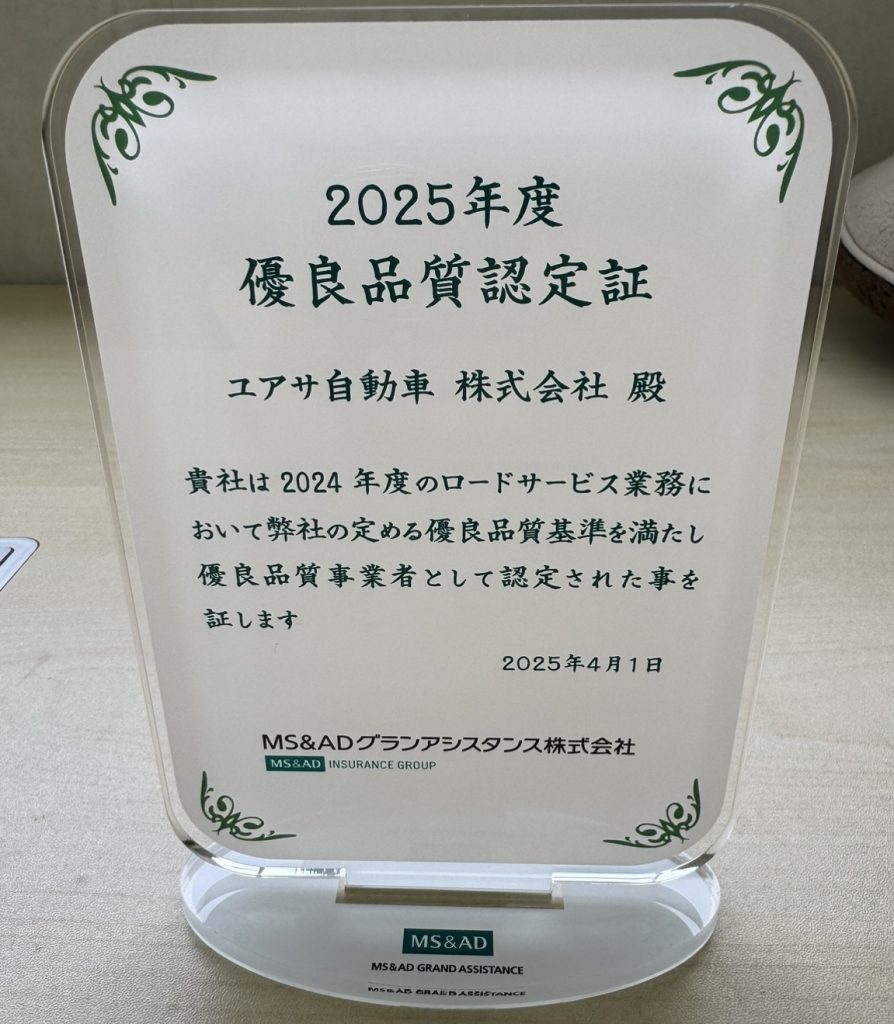 2025年度
優良品質認定証
ユアサ自動車 株式会社 殿
貴社は 2024 年度のロードサービス業務に
おいて弊社の定める優良品質基準を満たし
優良品質事業者として認定された事を
証します
2025年4月1日
MS&ADグランアシスタンス株式会社
MS&AD INSURANCE GROUP
MS&AD
MS&AD GRAND ASSISTANCE